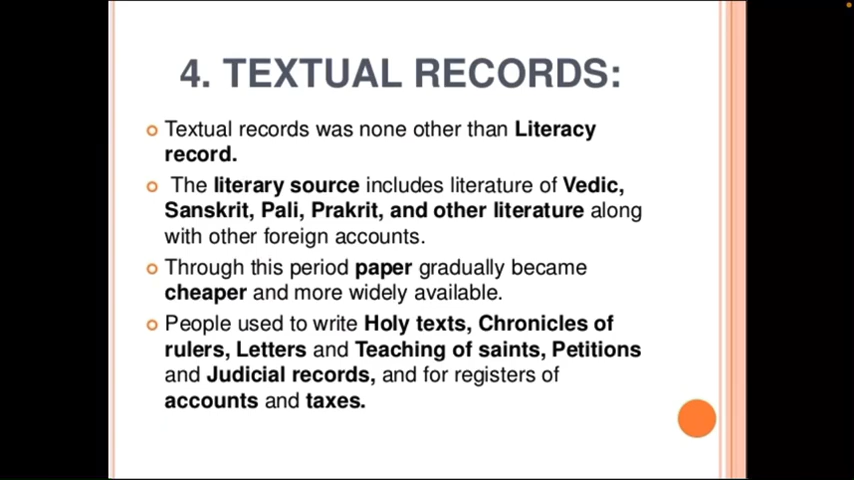 4. TEXTUAL RECORDS:
Textual records was none other than Literacy
record.
The literary source includes literature of Vedic,
Sanskrit, Pali, Prakrit, and other literature along
with other foreign accounts.
Through this period paper gradually became
cheaper and more widely available.
People used to write Holy texts, Chronicles of
rulers, Letters and Teaching of saints, Petitions
and Judicial records, and for registers of
accounts and taxes.